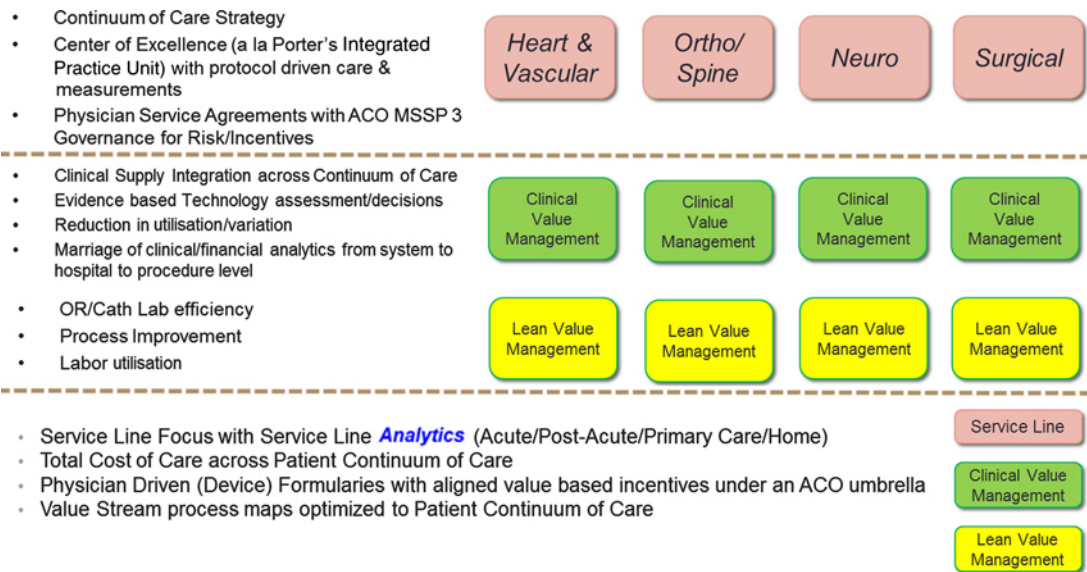 • Continuum of Care Strategy
• Center of Excellence (a la Porter's Integrated
Practice Unit) with protocol driven care &
measurements
• Physician Service Agreements with ACO MSSP 3
Governance for Risk/Incentives
Heart &
Vascular
Ortho/
Spine
Neuro
Surgical
• Clinical Supply Integration across Continuum of Care
• Evidence based Technology assessment/decisions
• Reduction in utilisation/variation
• Marriage of clinical/financial analytics from system to
hospital to procedure level
Clinical
Value
Management
Clinical
Value
Management
Clinical
Value
Management
Clinical
Value
Management
• OR/Cath Lab efficiency
• Process Improvement
• Labor utilisation
Lean Value
Management
Lean Value
Management
Lean Value
Management
Lean Value
Management
• Service Line Focus with Service Line Analytics (Acute/Post-Acute/Primary Care/Home)
• Total Cost of Care across Patient Continuum of Care
• Physician Driven (Device) Formularies with aligned value based incentives under an ACO umbrella
• Value Stream process maps optimized to Patient Continuum of Care
Service Line
Clinical Value
Management
Lean Value
Management